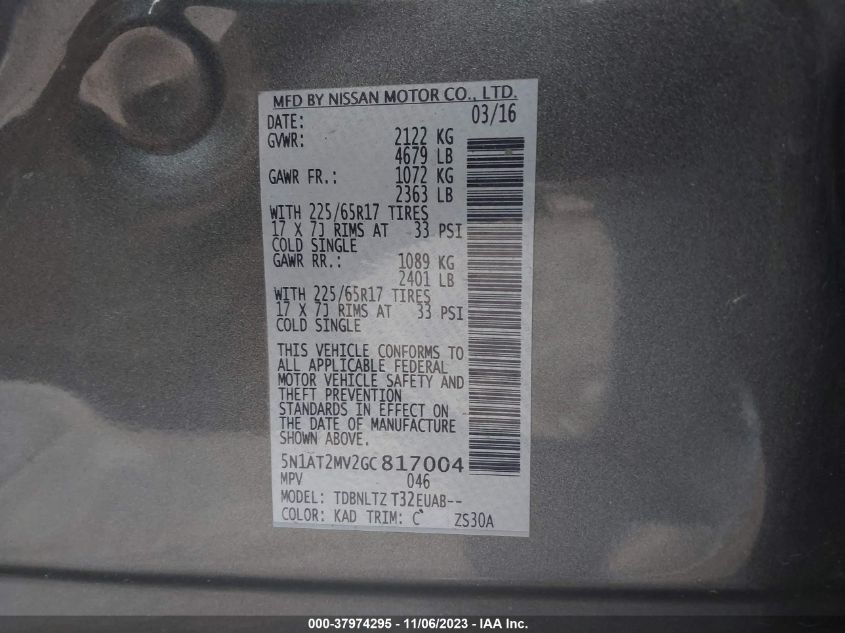 MFD BY NISSAN MOTOR CO., LTD.
DATE: 03/16
GVWR: 2122 KG
4679 LB
GAWR FR.: 1072 KG
2363 LB
WITH 225/65R17 TIRES
17 X 7J RIMS AT 33 PSI
COLD SINGLE
GAWR RR.: 1089 KG
2401 LB
WITH 225/65R17 TIRES
17 X 7J RIMS AT 33 PSI
COLD SINGLE
THIS VEHICLE CONFORMS TO
ALL APPLICABLE FEDERAL
MOTOR VEHICLE SAFETY AND
THEFT PREVENTION
STANDARDS IN EFFECT ON
THE DATE OF MANUFACTURE
SHOWN ABOVE.
5N1AT2MV2GC817004
MPV 046
MODEL: TDBNLTZ T32EUAB--
COLOR: KAD TRIM: C ZS30A
000-37974295 - 11/06/2023 - IAA Inc.